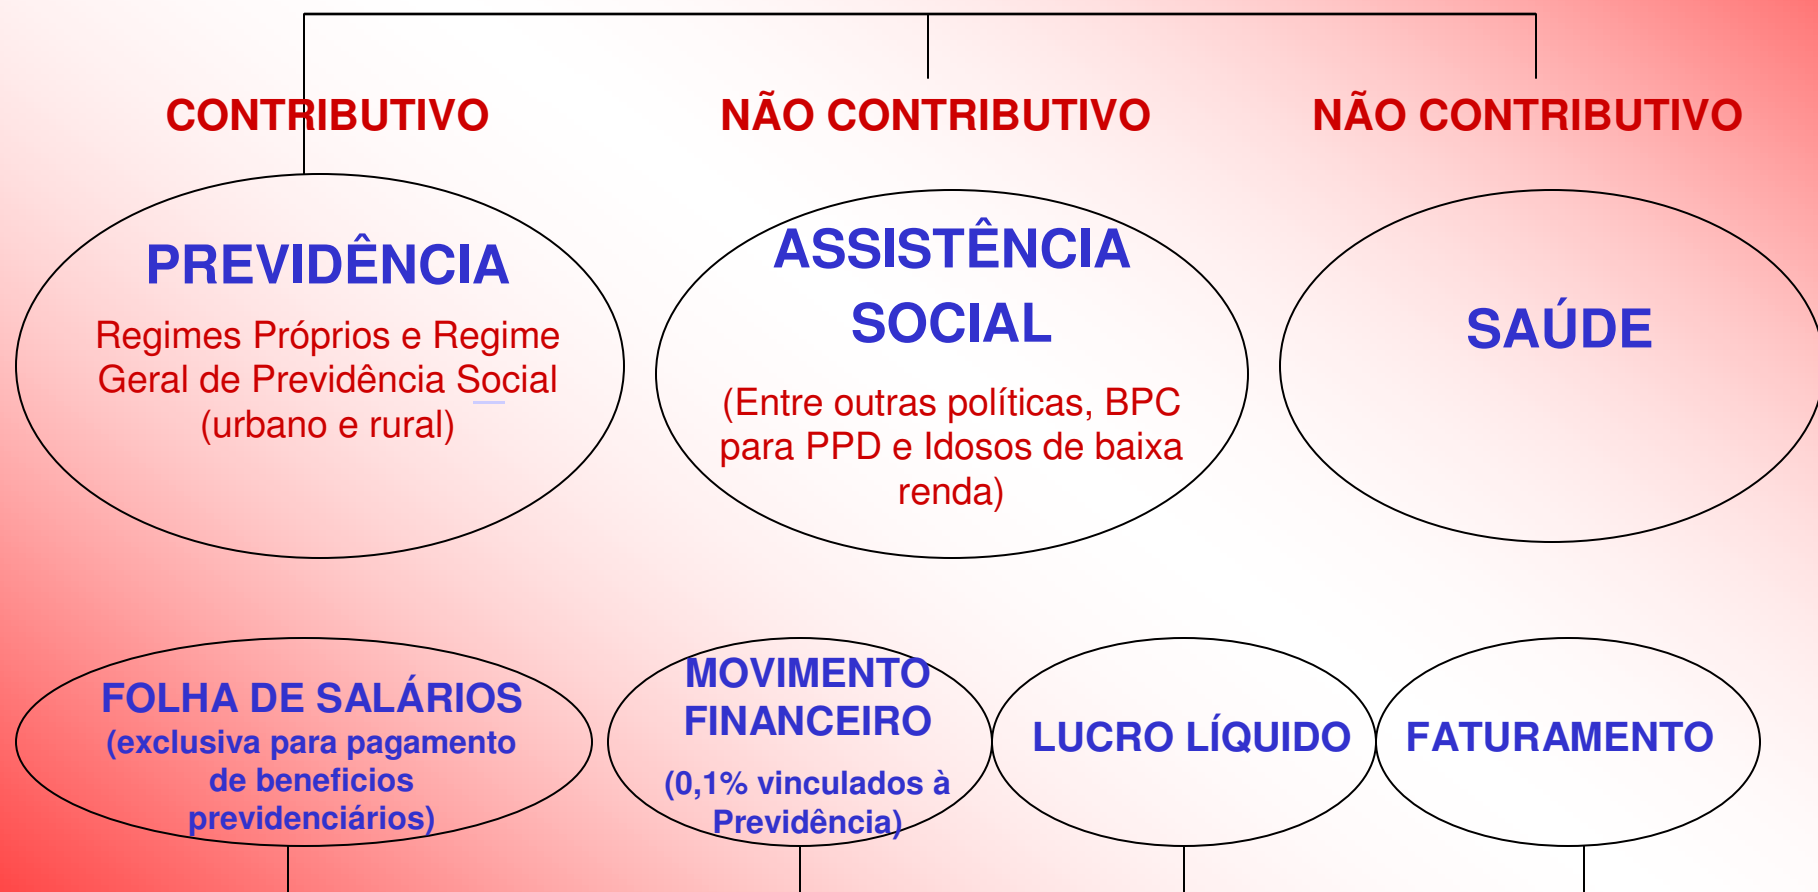 CONTRIBUTIVO
NÃO CONTRIBUTIVO
NÃO CONTRIBUTIVO
PREVIDÊNCIA
Regimes Próprios e Regime
Geral de Previdência Social
(urbano e rural)
ASSISTÊNCIA
SOCIAL
(Entre outras políticas, BPC
para PPD e Idosos de baixa
renda)
SAÚDE
FOLHA DE SALÁRIOS
(exclusiva para pagamento
de beneficios
previdenciários)
MOVIMENTO
FINANCEIRO
(0,1% vinculados à
Previdência)
LUCRO LÍQUIDO
FATURAMENTO